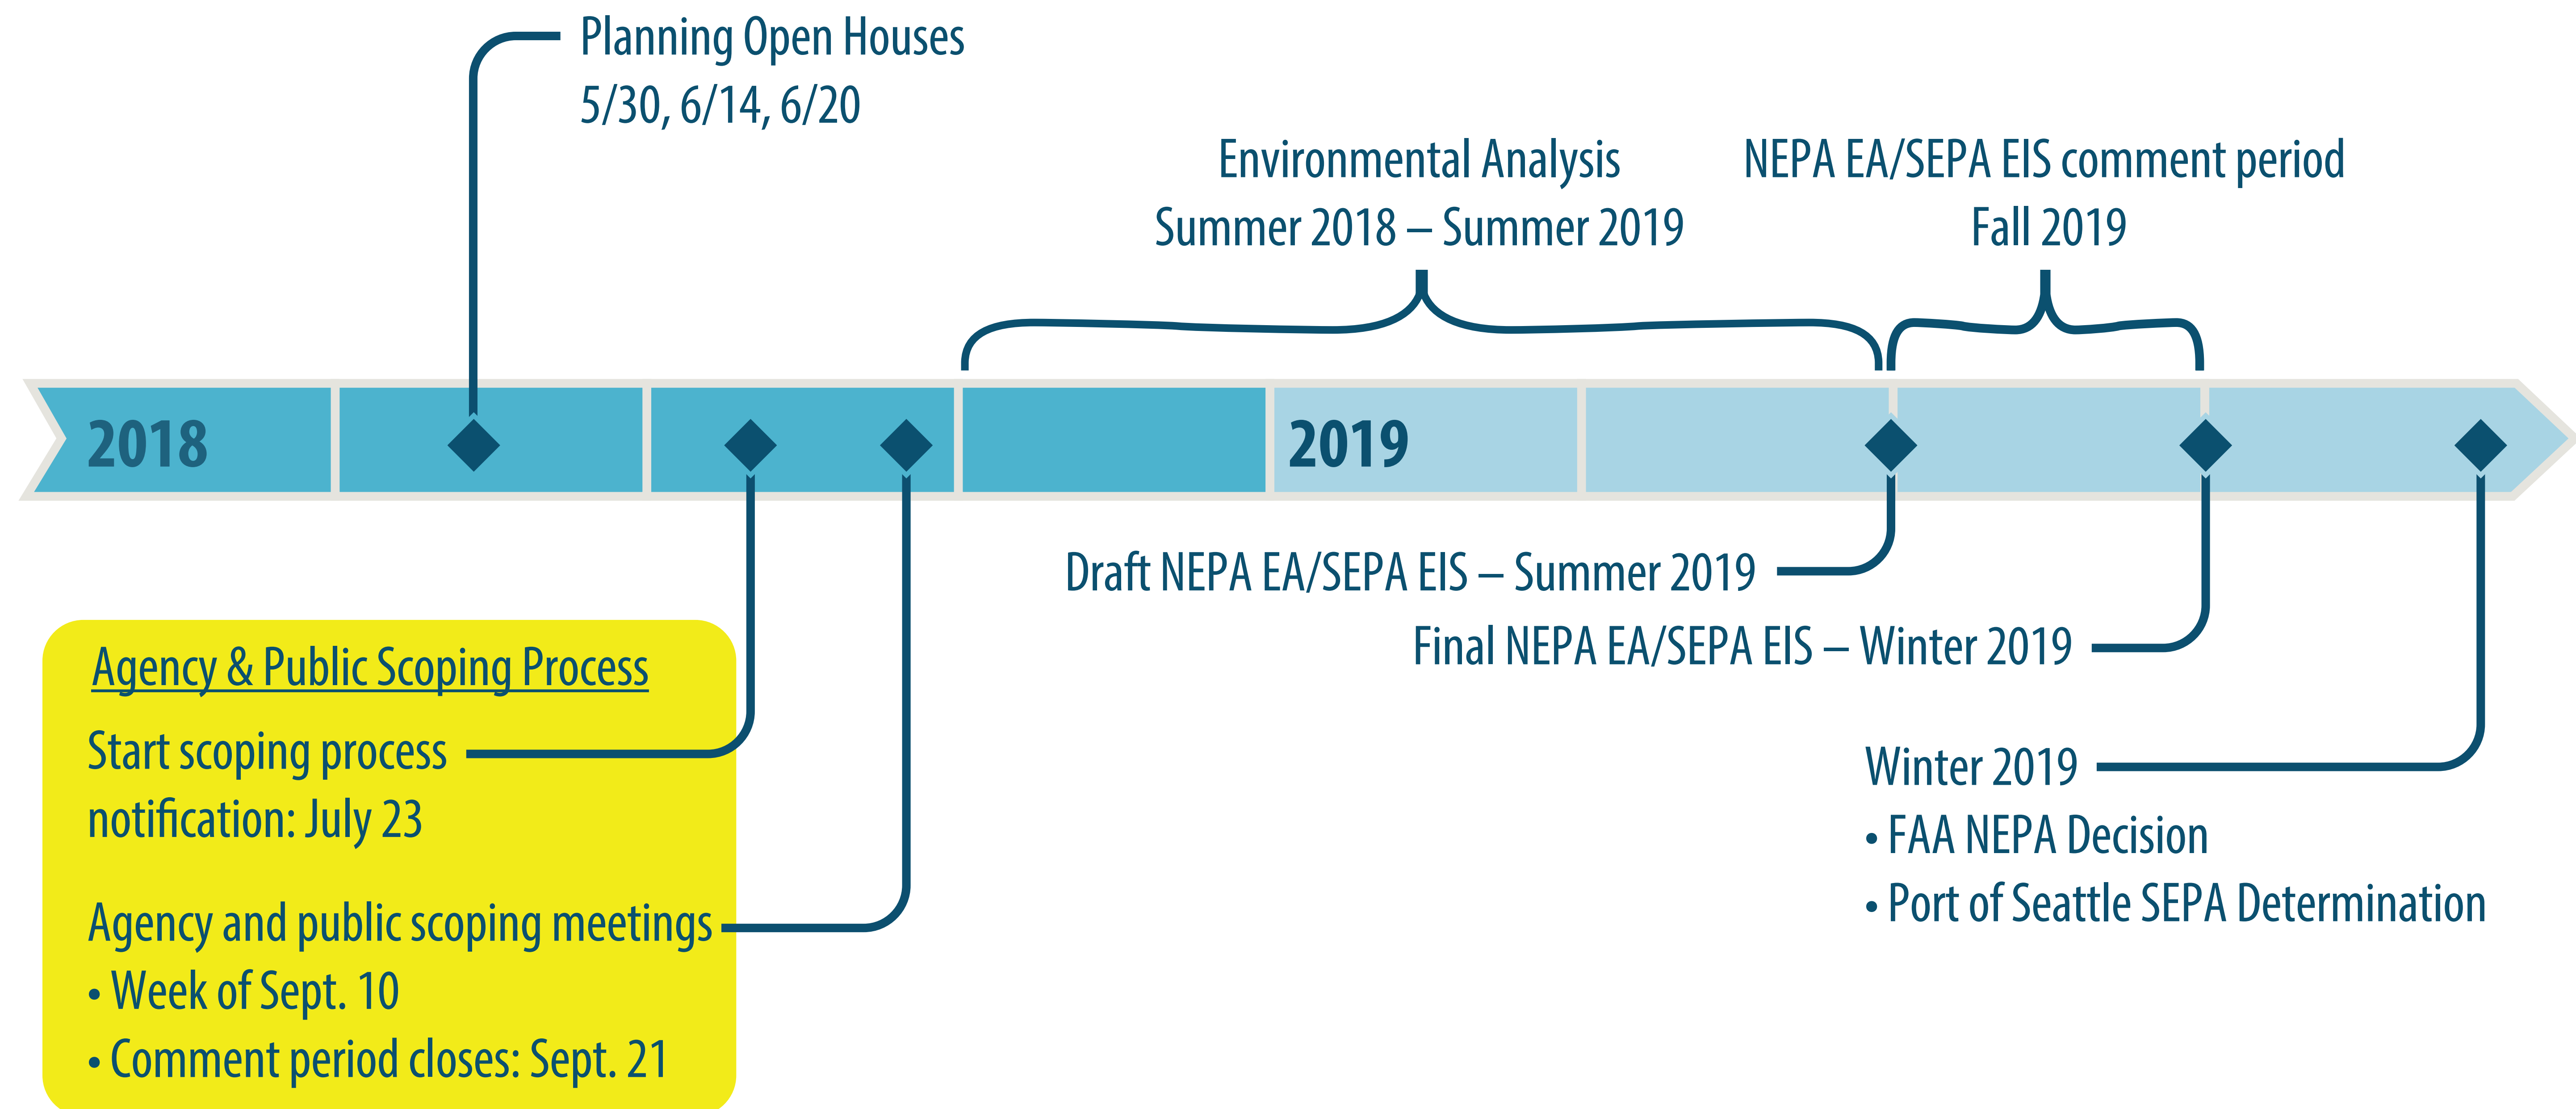 Planning Open Houses
5/30, 6/14, 6/20
Environmental Analysis
Summer 2018 – Summer 2019
NEPA EA/SEPA EIS comment period
Fall 2019
2018
2019
Draft NEPA EA/SEPA EIS – Summer 2019
Final NEPA EA/SEPA EIS – Winter 2019
Agency & Public Scoping Process
Start scoping process
notification: July 23
Agency and public scoping meetings
• Week of Sept. 10
• Comment period closes: Sept. 21
Winter 2019
• FAA NEPA Decision
• Port of Seattle SEPA Determination